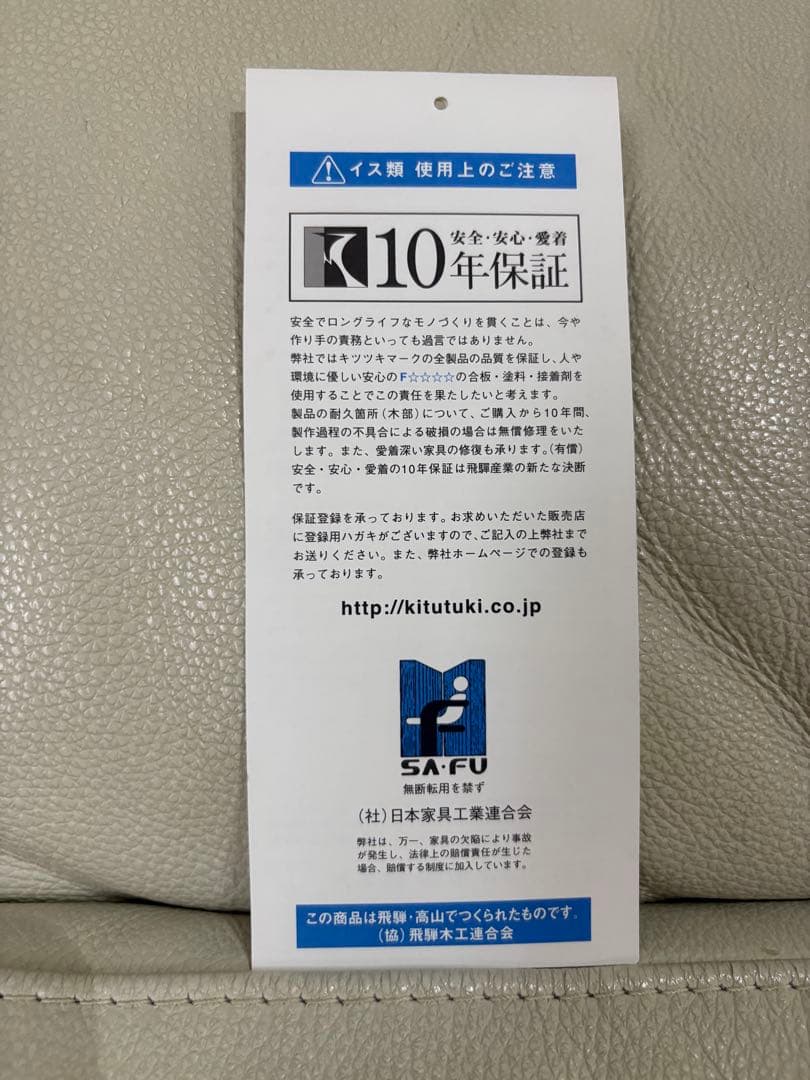 イス類 使用上のご注意
安全・安心・愛着
10年保証
安全でロングライフなモノづくりを貫くことは、今や
作り手の責務といっても過言ではありません。
弊社ではキツツキマークの全製品の品質を保証し、人や
環境に優しい安心のF☆☆☆☆の合板・塗料・接着剤を
使用することでこの責任を果たしたいと考えます。
製品の耐久箇所（木部）について、ご購入から10年間、
製作過程の不具合による破損の場合は無償修理をいた
します。また、愛着深い家具の修復も承ります。（有償）
安全・安心・愛着の10年保証は飛驒産業の新たな決断
です。
保証登録を承っております。お求めいただいた販売店
に登録用ハガキがございますので、ご記入の上弊社まで
お送りください。また、弊社ホームページでの登録も
承っております。
http://kitutuki.co.jp
SA・FU
無断転用を禁ず
（社）日本家具工業連合会
弊社は、万一、家具の欠陥により事故
が発生し、法律上の賠償責任が生じた
場合、賠償する制度に加入しています。
この商品は飛騨・高山でつくられたものです。
（協）飛騨木工連合会